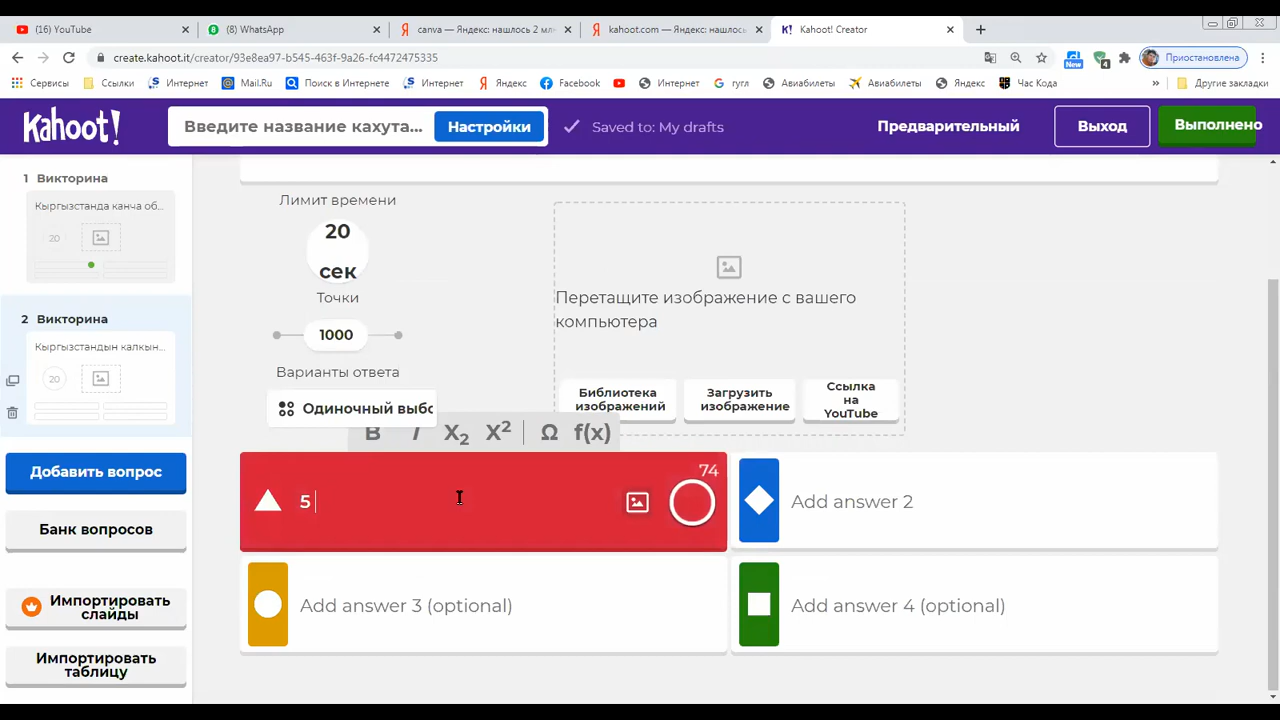 (16) YouTube
(8) WhatsApp
canva — Яндекс: нашлось 2 мл
kahoot.com — Яндекс: нашлось
Kahoot! Creator
create.kahoot.it/creator/93e8ea97-b545-463f-9a26-f4472475335
New
4
Приостановлена
Сервисы
Ссылки
Интернет
Mail.Ru
Поиск в Интернете
Интернет
Яндекс
Facebook
Интернет
гугл
Авиабилеты
Авиабилеты
Яндекс
Час Кода
»
Другие закладки
Kahoot!
Введите название кахута...
Настройки
Saved to: My drafts
Предварительный
Выход
Выполнено
1 Викторина
Кыргызстанда канча об...
20
2 Викторина
Кыргызстандын калкын...
20
Добавить вопрос
Банк вопросов
Импортировать
слайды
Импортировать
таблицу
Лимит времени
20
сек
Точки
1000
Варианты ответа
Одиночный выбо
Перетащите изображение с вашего
компьютера
Библиотека
изображений
Загрузить
изображение
Ссылка
на
YouTube
B I X₂ X² Ω f(x)
74
5
Add answer 2
Add answer 3 (optional)
Add answer 4 (optional)